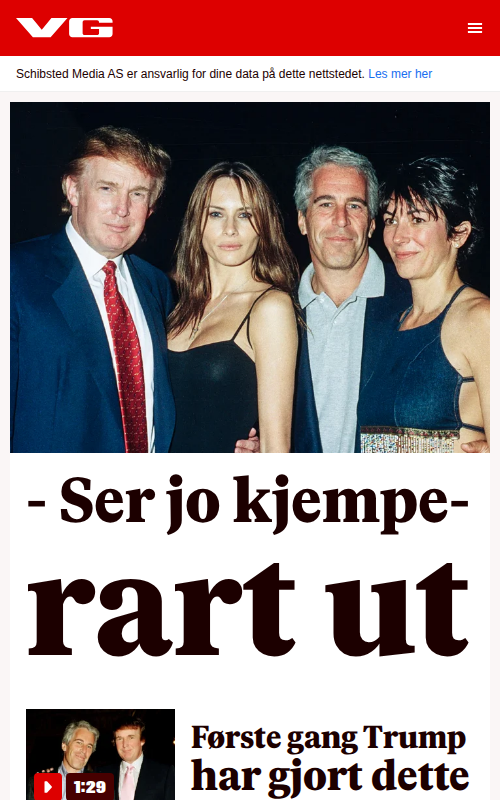 VG
Schibsted Media AS er ansvarlig for dine data på dette nettstedet. Les mer her
- Ser jo kjempe-
rart ut
Første gang Trump
har gjort dette
1:29